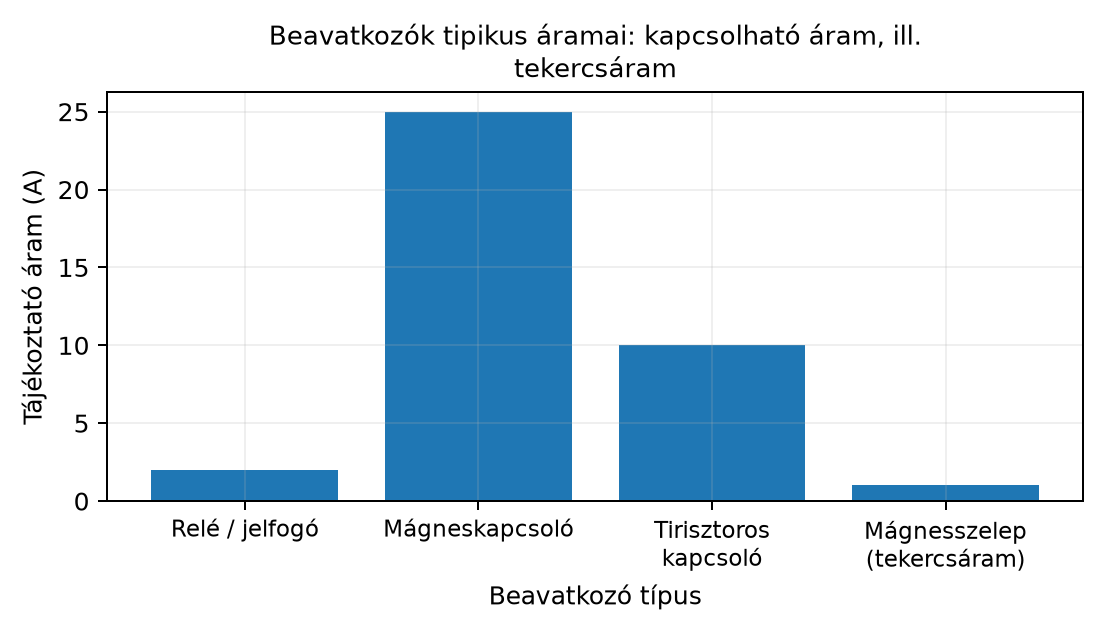 Beavatkozók tipikus áramai: kapcsolható áram, ill.
tekercsáram
Tájékoztató áram (A)
25
20
15
10
5
0
Relé / jelfogó
Mágneskapcsoló
Tirisztoros
kapcsoló
Mágnesszelep
(tekercsáram)
Beavatkozó típus